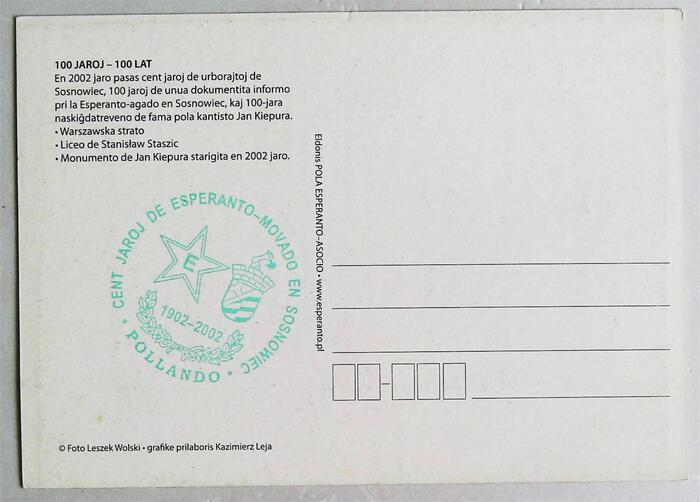 100 JAROJ – 100 LAT
En 2002 jaro pasas cent jaroj de urborajtoj de
Sosnowiec, 100 jaroj de unua dokumentita informo
pri la Esperanto-agado en Sosnowiec, kaj 100-jara
naskiĝdatreveno de fama pola kantisto Jan Kiepura.
• Warszawska strato
• Liceo de Stanisław Staszic
• Monumento de Jan Kiepura starigita en 2002 jaro.
CENT JAROJ DE ESPERANTO-MOVADO EN SOSNOWIEC
E
1902-2002
• POLLANDO •
Eldonis POLA ESPERANTO-ASOCIO • www.esperanto.pl
© Foto Leszek Wolski • grafike prilaboris Kazimierz Leja